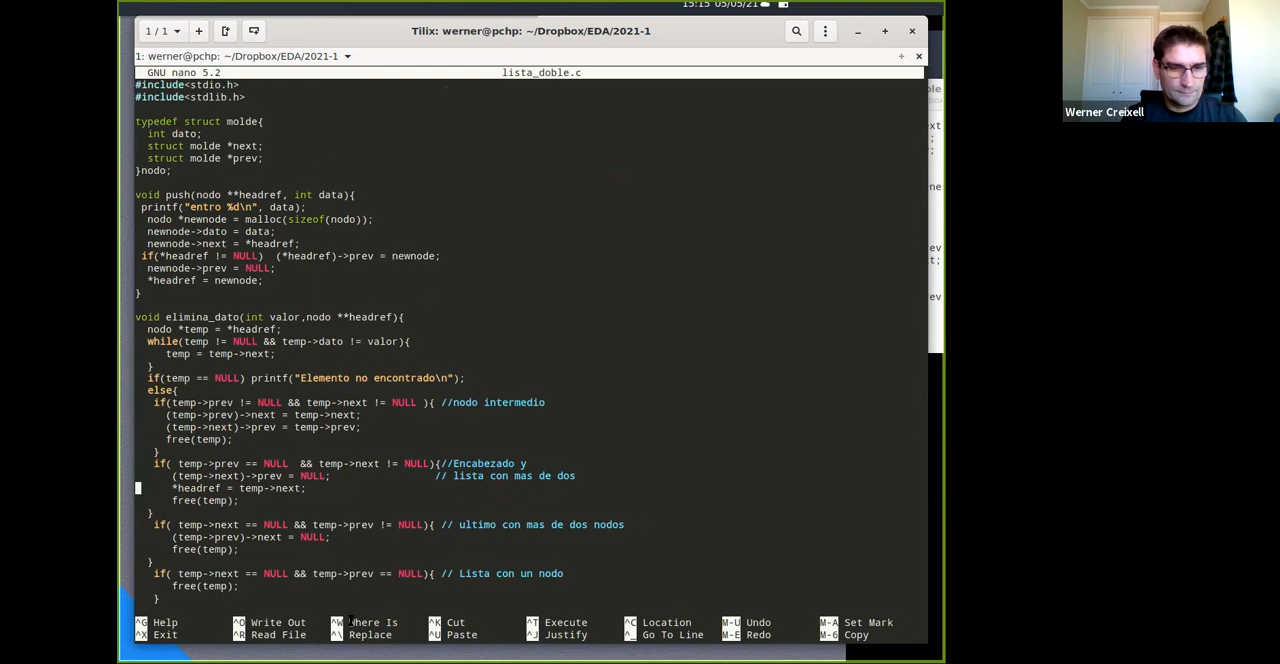 15:15 05/05/21
1 / 1
Tilix: werner@pchp: ~/Dropbox/EDA/2021-1
1: werner@pchp: ~/Dropbox/EDA/2021-1
GNU nano 5.2 lista_doble.c
#include<stdio.h>
#include<stdlib.h>
typedef struct molde{
int dato;
struct molde *next;
struct molde *prev;
}nodo;
void push(nodo **headref, int data){
printf("entro %d\n", data);
nodo *newnode = malloc(sizeof(nodo));
newnode->dato = data;
newnode->next = *headref;
if(*headref != NULL)  (*headref)->prev = newnode;
newnode->prev = NULL;
*headref = newnode;
}
void elimina_dato(int valor,nodo **headref){
nodo *temp = *headref;
while(temp != NULL && temp->dato != valor){
temp = temp->next;
}
if(temp == NULL) printf("Elemento no encontrado\n");
else{
if(temp->prev != NULL && temp->next != NULL ){ //nodo intermedio
(temp->prev)->next = temp->next;
(temp->next)->prev = temp->prev;
free(temp);
}
if( temp->prev == NULL  && temp->next != NULL){//Encabezado y
(temp->next)->prev = NULL; // lista con mas de dos
*headref = temp->next;
free(temp);
}
if( temp->next == NULL && temp->prev != NULL){ // ultimo con mas de dos nodos
(temp->prev)->next = NULL;
free(temp);
}
if( temp->next == NULL && temp->prev == NULL){ // Lista con un nodo
free(temp);
}
^G Help ^O Write Out ^W Where Is ^K Cut ^T Execute ^C Location M-U Undo M-A Set Mark
^X Exit ^R Read File ^\ Replace ^U Paste ^J Justify ^_ Go To Line M-E Redo M-6 Copy
Werner Creixell